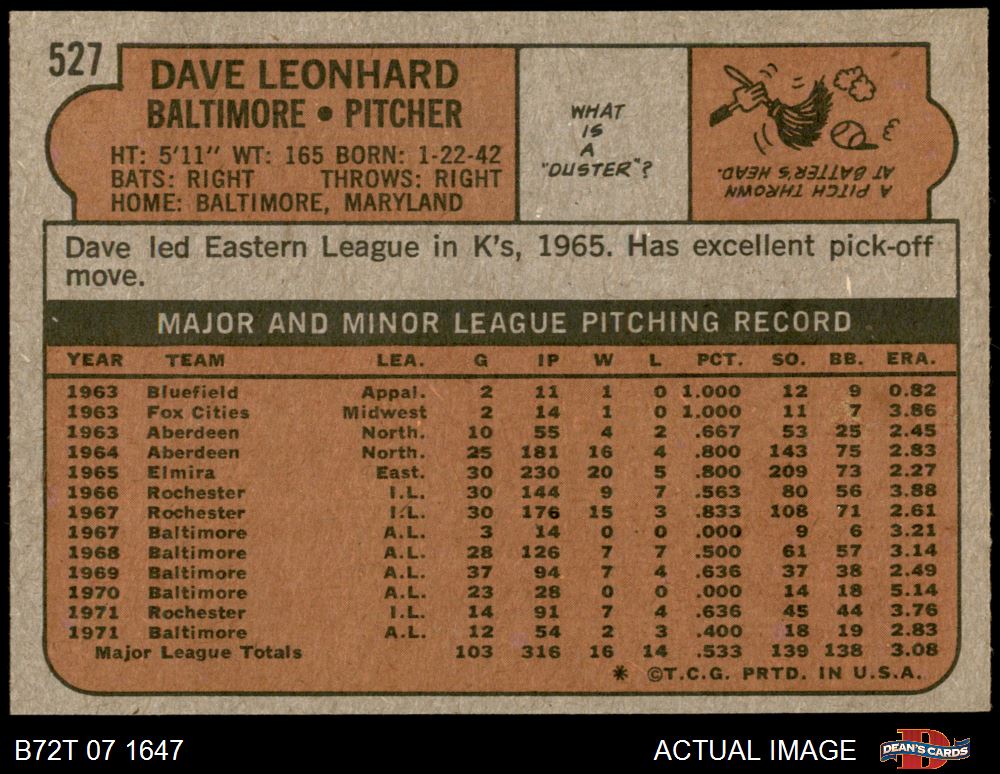 527
DAVE LEONHARD
BALTIMORE • PITCHER
HT: 5'11" WT: 165 BORN: 1-22-42
BATS: RIGHT THROWS: RIGHT
HOME: BALTIMORE, MARYLAND
WHAT
IS
A
"DUSTER"?
A PITCH THROWN
AT BATTER'S HEAD.
Dave led Eastern League in K's, 1965. Has excellent pick-off
move.
MAJOR AND MINOR LEAGUE PITCHING RECORD
YEAR TEAM LEA. G IP W L PCT. SO. BB. ERA.
1963 Bluefield Appal. 2 11 1 0 1.000 12 9 0.82
1963 Fox Cities Midwest 2 14 1 0 1.000 11 7 3.86
1963 Aberdeen North. 10 55 4 2 .667 53 25 2.45
1964 Aberdeen North. 25 181 16 4 .800 143 75 2.83
1965 Elmira East. 30 230 20 5 .800 209 73 2.27
1966 Rochester I.L. 30 144 9 7 .563 80 56 3.88
1967 Rochester I.L. 30 176 15 3 .833 108 71 2.61
1967 Baltimore A.L. 3 14 0 0 .000 9 6 3.21
1968 Baltimore A.L. 28 126 7 7 .500 61 57 3.14
1969 Baltimore A.L. 37 94 7 4 .636 37 38 2.49
1970 Baltimore A.L. 23 28 0 0 .000 14 18 5.14
1971 Rochester I.L. 14 91 7 4 .636 45 44 3.76
1971 Baltimore A.L. 12 54 2 3 .400 18 19 2.83
Major League Totals 103 316 16 14 .533 139 138 3.08
* ©T.C.G. PRTD. IN U.S.A.
B72T 07 1647 ACTUAL IMAGE DEAN'S CARDS